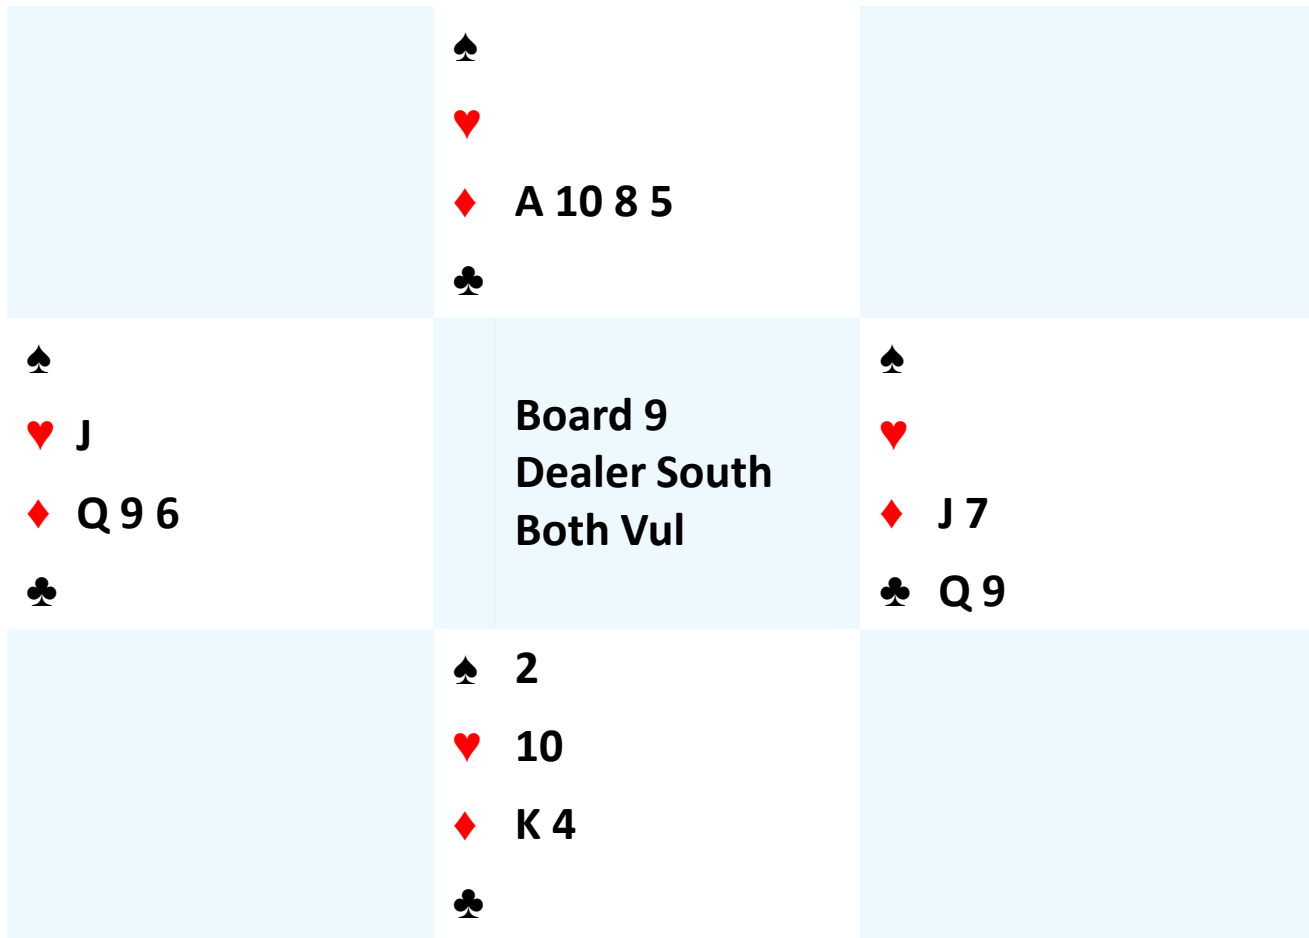 ♠
♥
♦ A 10 8 5
♣
♠
♥ J
♦ Q 9 6
♣
Board 9
Dealer South
Both Vul
♠
♥
♦ J 7
♣ Q 9
♠ 2
♥ 10
♦ K 4
♣